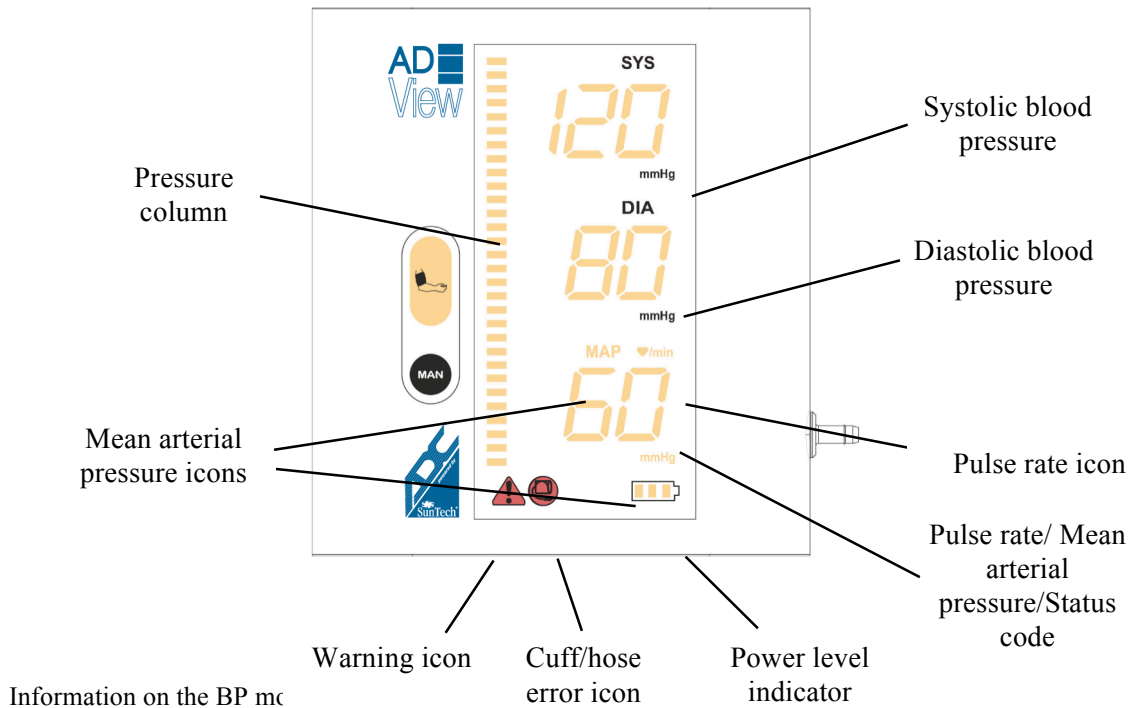 AD
View
SYS
120
mmHg
DIA
80
mmHg
MAP ♥/min
60
mmHg
MAN
SunTech
Systolic blood
pressure
Pressure
column
Diastolic blood
pressure
Mean arterial
pressure icons
Pulse rate icon
Pulse rate/ Mean
arterial
pressure/Status
code
Warning icon
Cuff/hose
error icon
Power level
indicator
Information on the BP